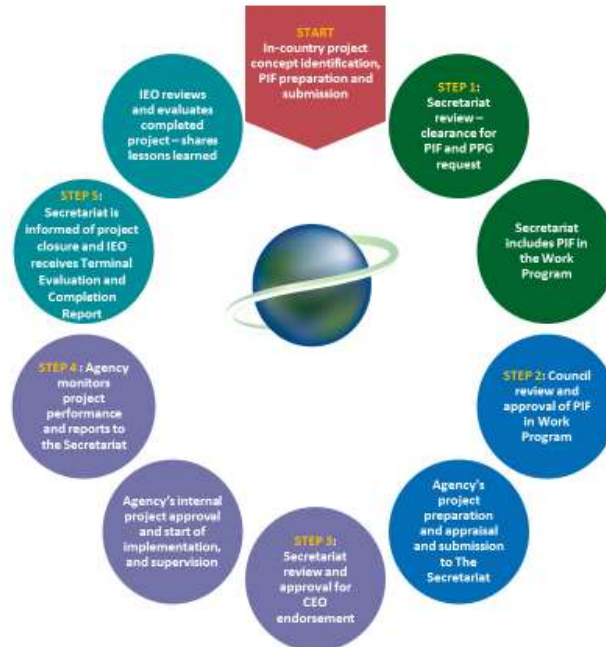 START
In-country project
concept identification,
PIF preparation and
submission
STEP 1:
Secretariat
review –
clearance for
PIF and PPG
request
Secretariat
includes PIF in
the Work
Program
STEP 2: Council
review and
approval of PIF
in Work
Program
Agency's
project
preparation
and appraisal
and submission
to The
Secretariat
STEP 3:
Secretariat
review and
approval for
CEO
endorsement
Agency's internal
project approval
and start of
implementation,
and supervision
STEP 4: Agency
monitors
project
performance
and reports to
the Secretariat
STEP 5:
Secretariat is
informed of project
closure and IEO
receives Terminal
Evaluation and
Completion
Report
IEO reviews
and evaluates
completed
project – shares
lessons learned